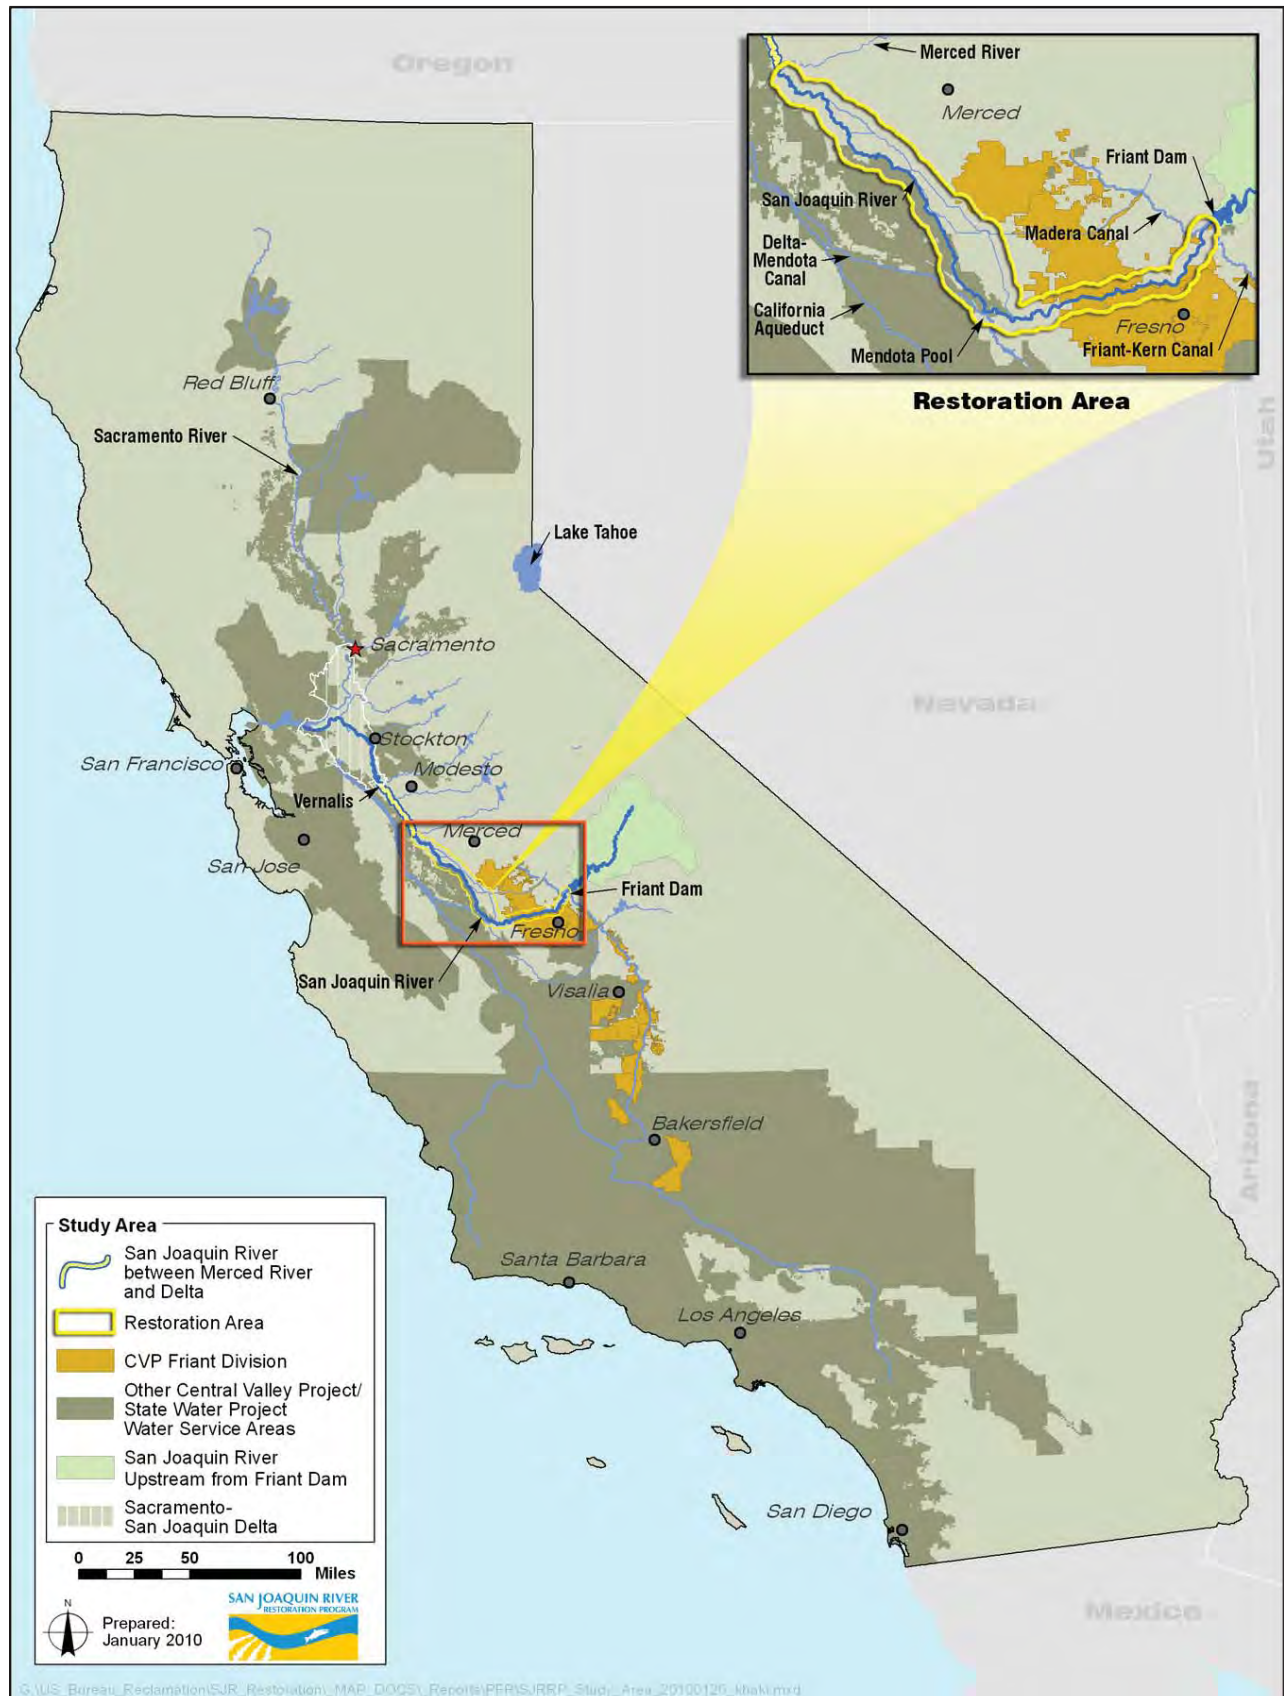 Oregon
Merced River
Merced
Friant Dam
San Joaquin River
Madera Canal
Delta-
Mendota
Canal
California
Aqueduct
Fresno
Mendota Pool
Friant-Kern Canal
Restoration Area
Utah
Red Bluff
Sacramento River
Lake Tahoe
Sacramento
Nevada
Stockton
San Francisco
Modesto
Vernalis
Merced
San Jose
Friant Dam
Fresno
San Joaquin River
Visalia
Bakersfield
Arizona
Santa Barbara
Los Angeles
San Diego
Mexico
Study Area
San Joaquin River
between Merced River
and Delta
Restoration Area
CVP Friant Division
Other Central Valley Project/
State Water Project
Water Service Areas
San Joaquin River
Upstream from Friant Dam
Sacramento-
San Joaquin Delta
0 25 50 100
Miles
N
Prepared:
January 2010
SAN JOAQUIN RIVER
RESTORATION PROGRAM